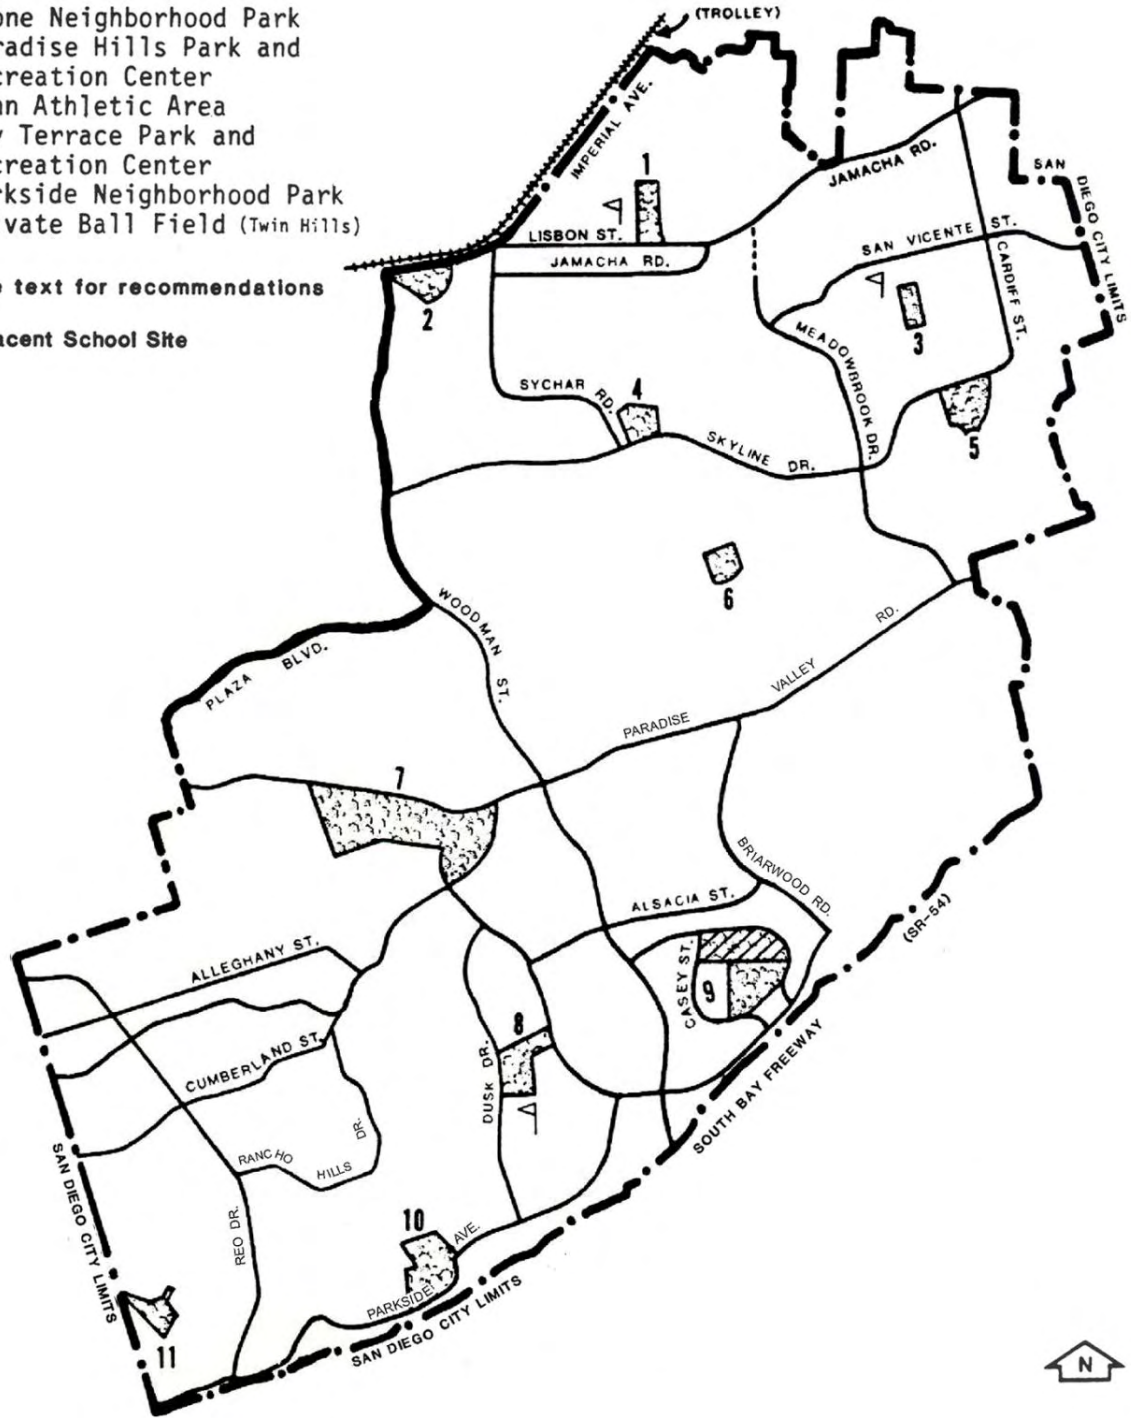 one Neighborhood Park
radise Hills Park and
creation Center
an Athletic Area
y Terrace Park and
creation Center
rkside Neighborhood Park
ivate Ball Field (Twin Hills)
e text for recommendations
acent School Site
(TROLLEY)
IMPERIAL AVE.
1
JAMACHA RD.
SAN DIEGO CITY LIMITS
LISBON ST.
SAN VICENTE ST.
JAMACHA RD.
CARDIFF ST.
2
3
MEADOWBROOK DR.
SYCHAR RD.
4
SKYLINE DR.
5
6
WOODMAN ST.
RD.
PLAZA BLVD.
VALLEY
PARADISE
7
BRIARWOOD RD.
ALSACIA ST.
(SR-54)
ALLEGHANY ST.
CASEY ST.
9
8
CUMBERLAND ST.
DUSK DR.
SOUTH BAY FREEWAY
RANCHO HILLS DR.
SAN DIEGO CITY LIMITS
REO DR.
10
AVE.
PARKSIDE
SAN DIEGO CITY LIMITS
11
N